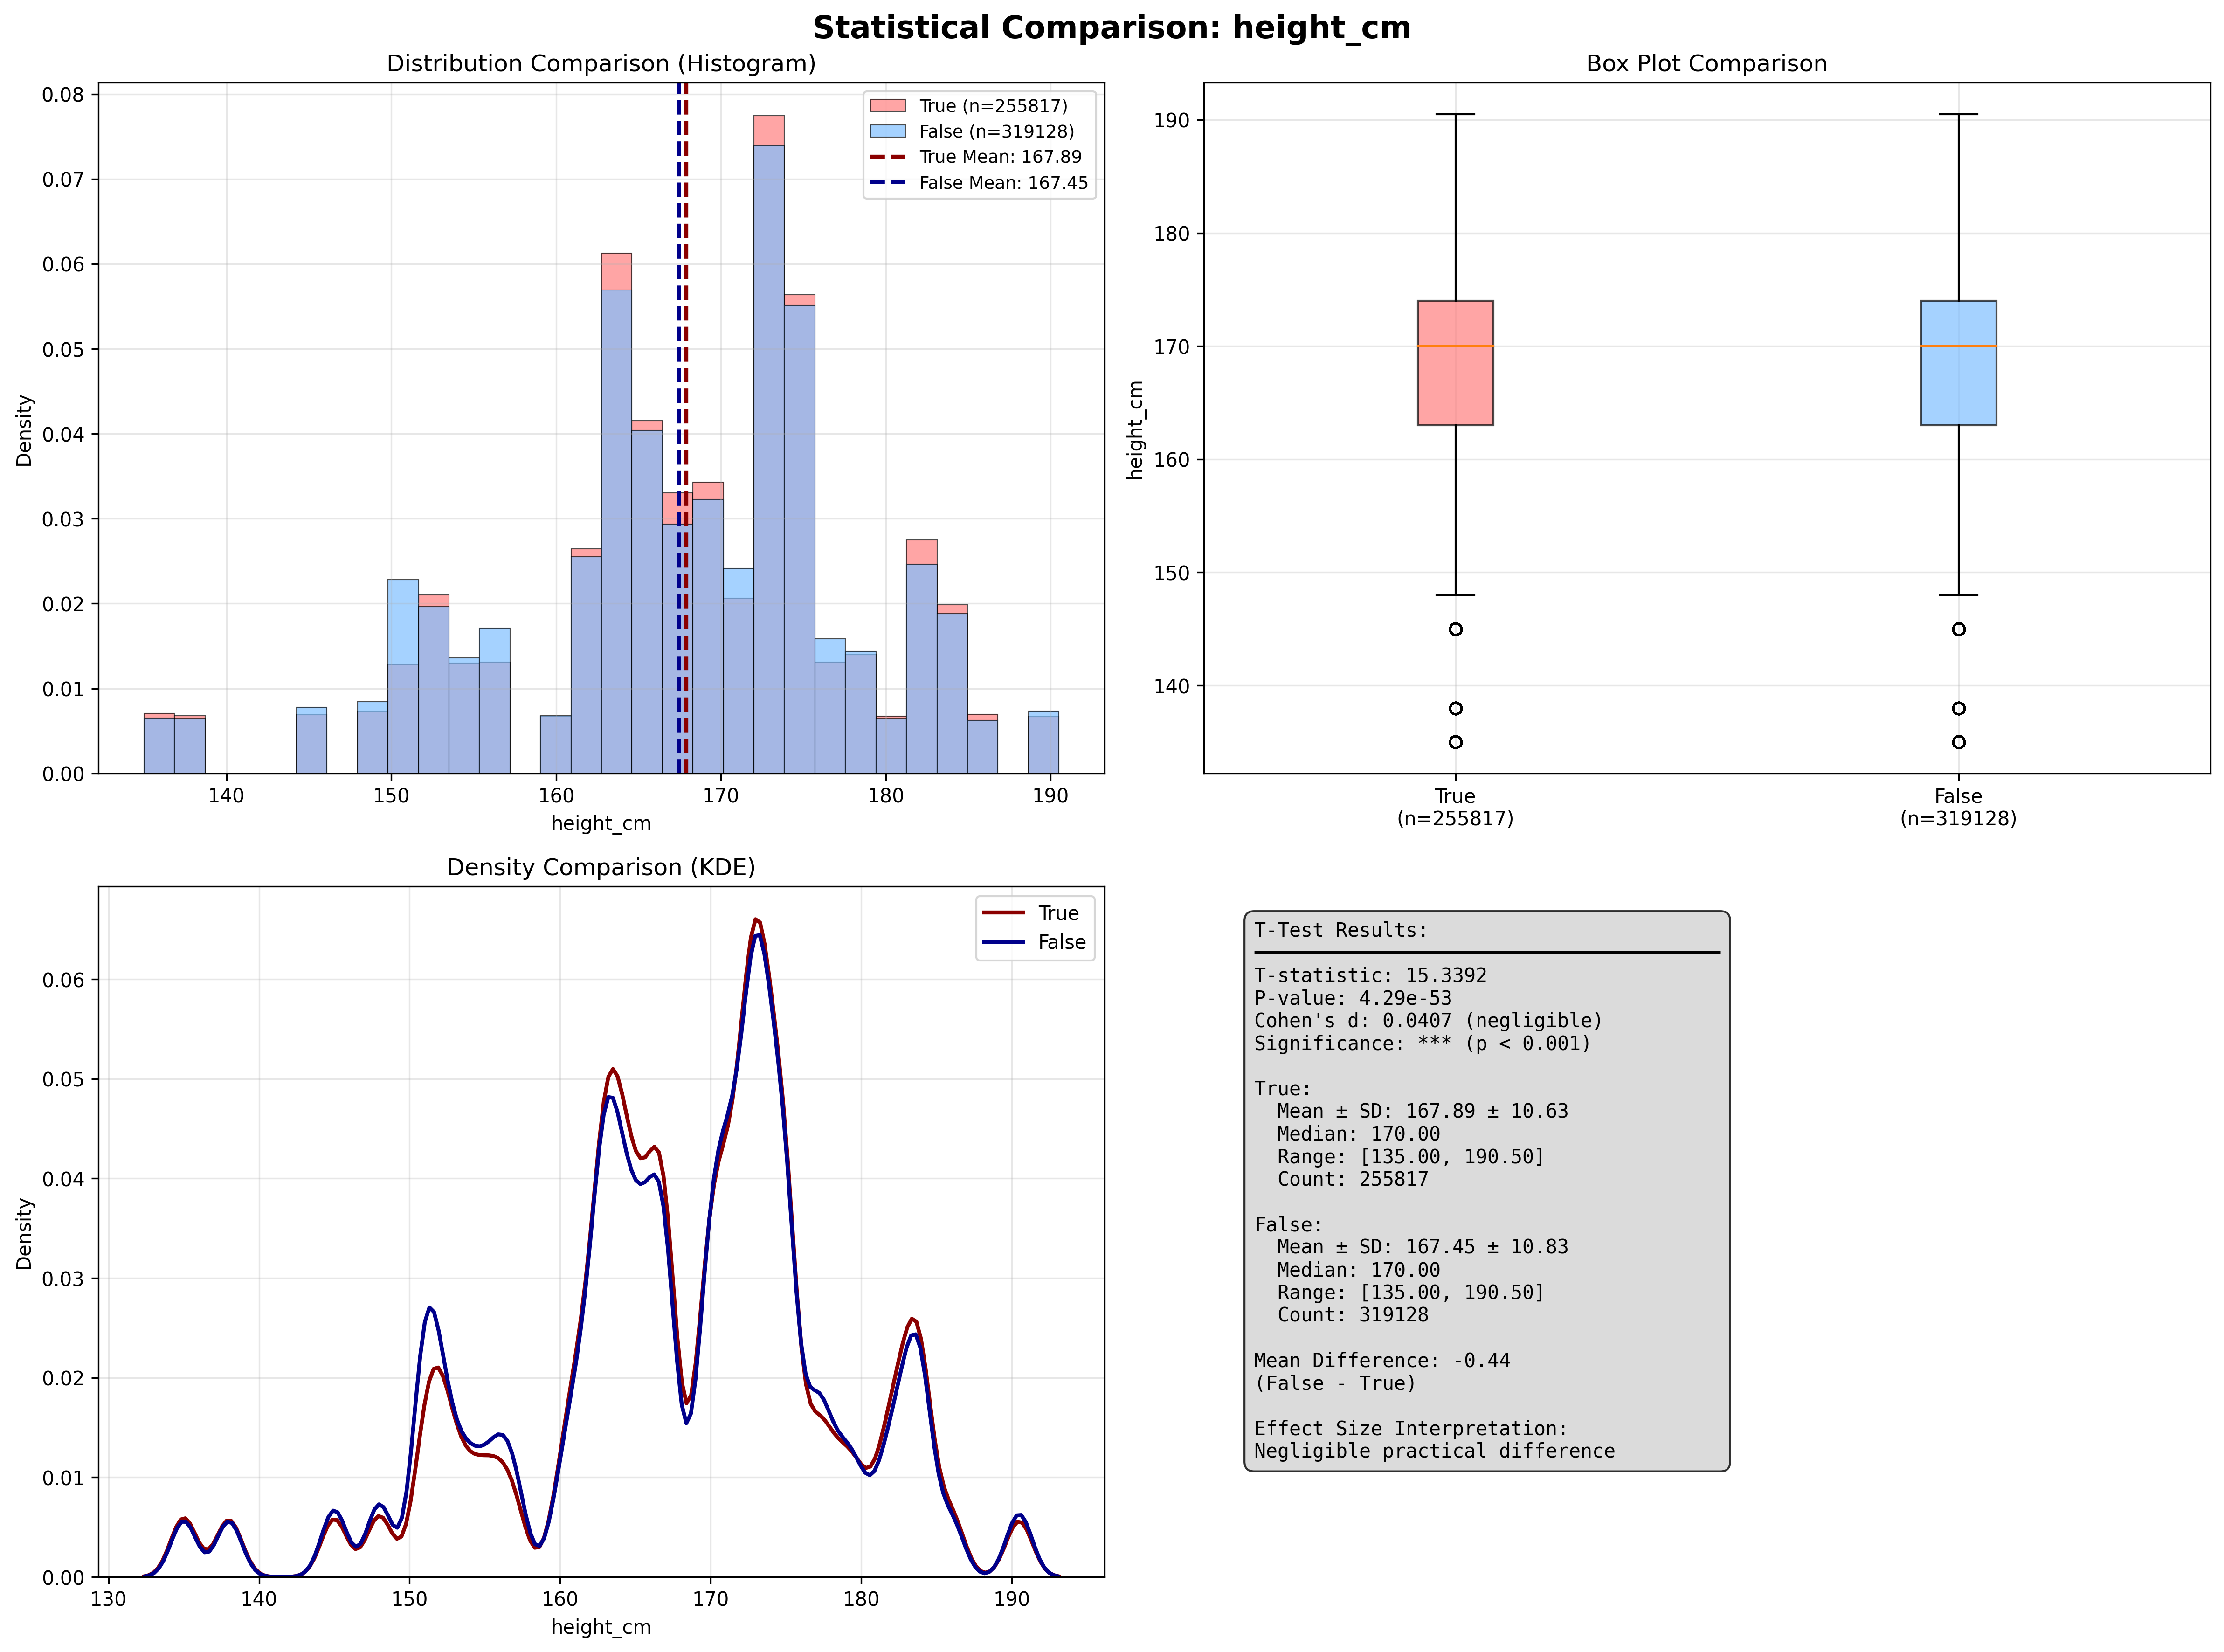 Statistical Comparison: height_cm
Distribution Comparison (Histogram)
Density
0.08
0.07
0.06
0.05
0.04
0.03
0.02
0.01
0.00
140
150
160
170
180
190
height_cm
True (n=255817)
False (n=319128)
True Mean: 167.89
False Mean: 167.45
Box Plot Comparison
height_cm
190
180
170
160
150
140
True
(n=255817)
False
(n=319128)
Density Comparison (KDE)
Density
0.06
0.05
0.04
0.03
0.02
0.01
0.00
130
140
150
160
170
180
190
height_cm
True
False
T-Test Results:
T-statistic: 15.3392
P-value: 4.29e-53
Cohen's d: 0.0407 (negligible)
Significance: *** (p < 0.001)
True:
Mean ± SD: 167.89 ± 10.63
Median: 170.00
Range: [135.00, 190.50]
Count: 255817
False:
Mean ± SD: 167.45 ± 10.83
Median: 170.00
Range: [135.00, 190.50]
Count: 319128
Mean Difference: -0.44
(False - True)
Effect Size Interpretation:
Negligible practical difference